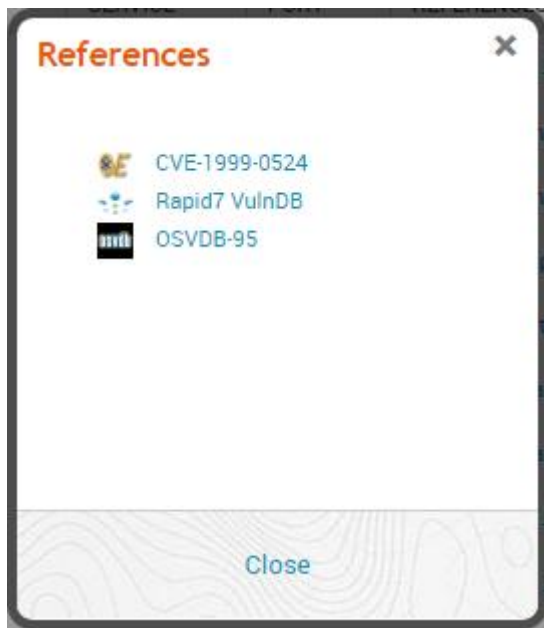 References
CVE-1999-0524
Rapid7 VulnDB
OSVDB-95
Close